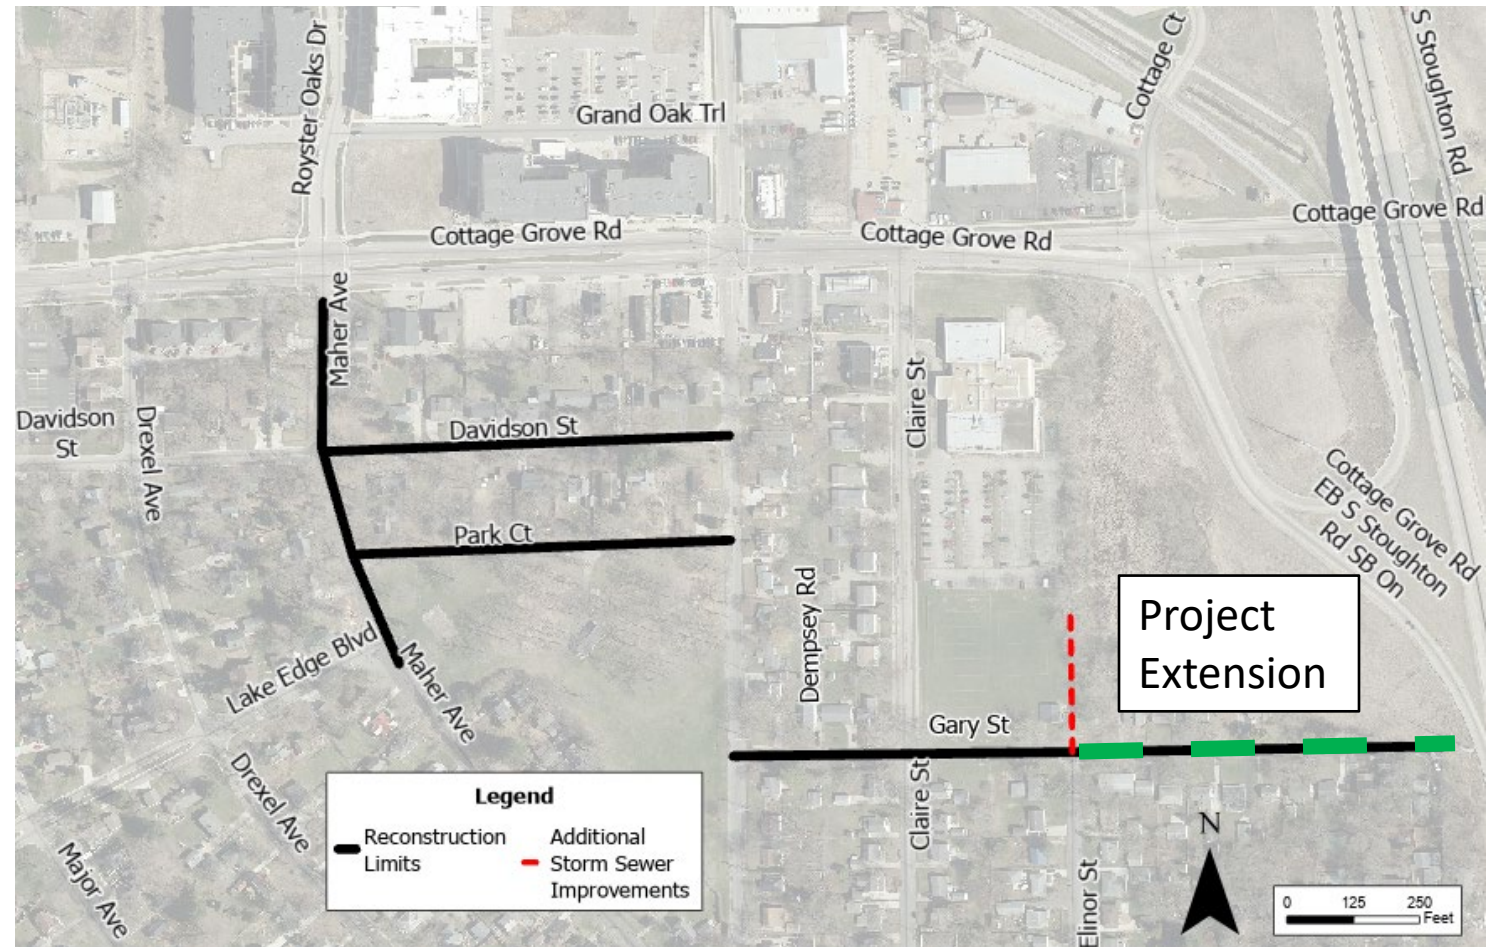 Royster Oaks Dr
Grand Oak Trl
Cottage Ct
S Stoughton Rd
Cottage Grove Rd
Cottage Grove Rd
Cottage Grove Rd
Maher Ave
Davidson
St
Drexel Ave
Davidson St
Claire St
Park Ct
Cottage Grove Rd
EB S Stoughton
Rd SB On
Dempsey Rd
Project
Extension
Lake Edge Blvd
Maher Ave
Gary St
Drexel Ave
Claire St
Major Ave
Elinor St
Legend
Reconstruction
Limits
Additional
Storm Sewer
Improvements
N
0 125 250
Feet